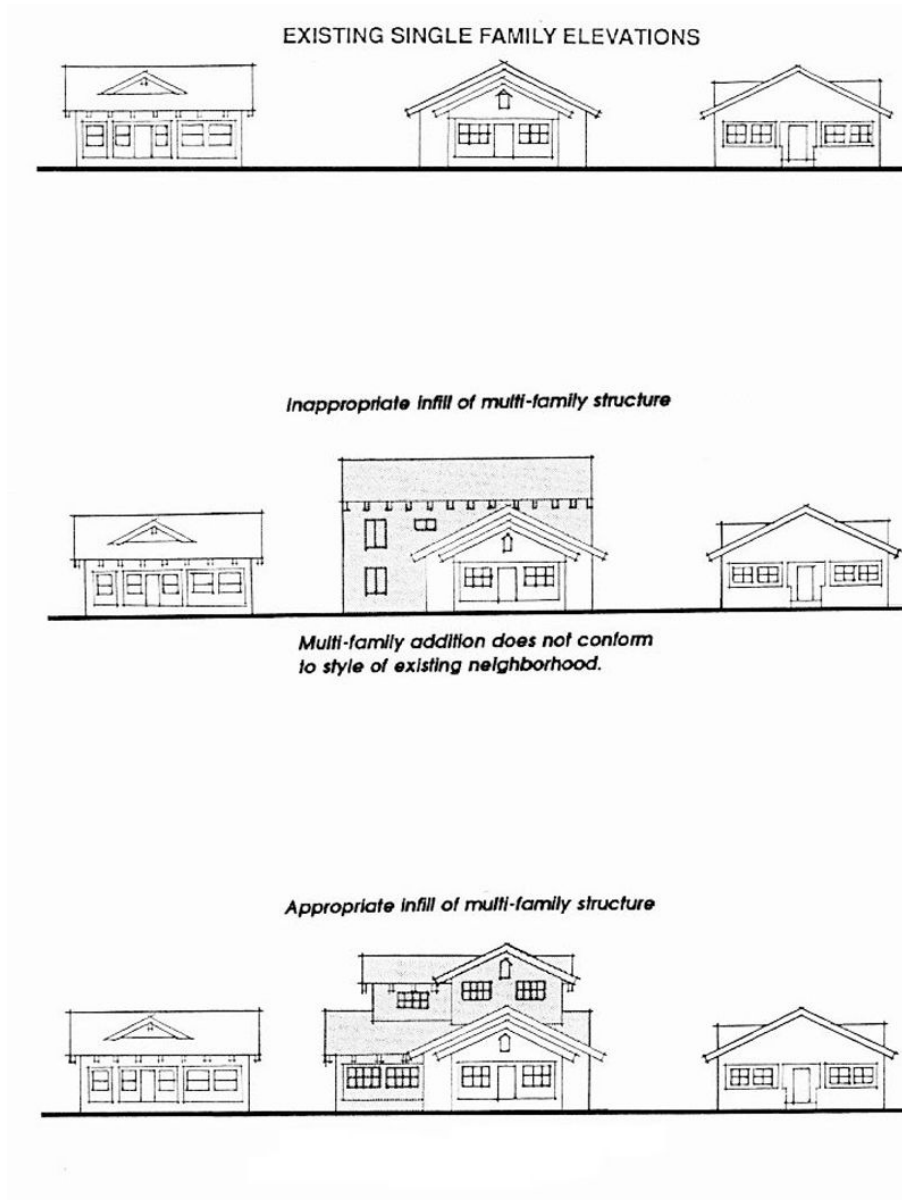 EXISTING SINGLE FAMILY ELEVATIONS
Inappropriate infill of multi-family structure
Multi-family addition does not conform
to style of existing neighborhood.
Appropriate infill of multi-family structure